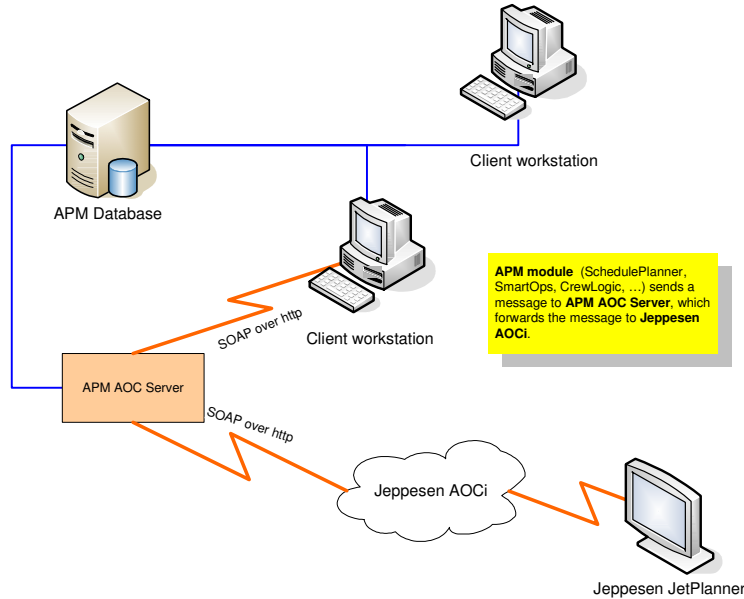 Client workstation
APM Database
APM module (SchedulePlanner,
SmartOps, CrewLogic, ...) sends a
message to APM AOC Server, which
forwards the message to Jeppesen
AOCi.
SOAP over http
Client workstation
APM AOC Server
SOAP over http
Jeppesen AOCi
Jeppesen JetPlanner